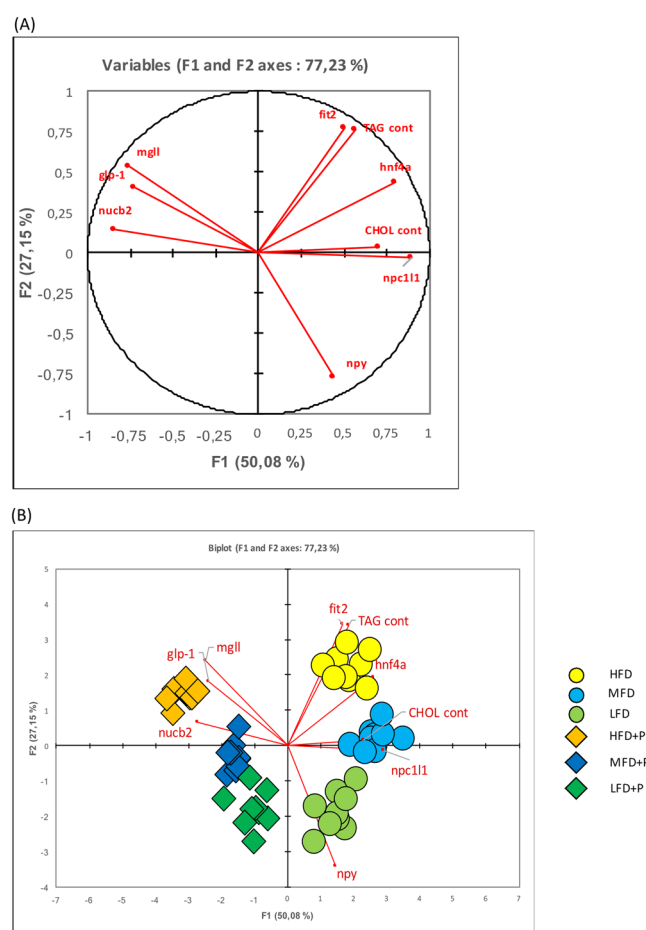 (A)
Variables (F1 and F2 axes : 77,23 %)
1
fit2
0,75
TAG cont
mgll
hnf4a
0,5
glp-1
0,25
nucb2
CHOL cont
0
npc1l1
-0,25
-0,5
npy
-0,75
-1
F2 (27,15 %)
-1 -0,75 -0,5 -0,25 0 0,25 0,5 0,75 1
F1 (50,08 %)
(B)
Biplot (F1 and F2 axes: 77,23 %)
5
4
fit2
TAG cont
3
glp-1
mgll
hnf4a
2
1
CHOL cont
nucb2
0
npc1l1
-1
-2
-3
npy
-4
F2 (27,15 %)
-7 -6 -5 -4 -3 -2 -1 0 1 2 3 4 5 6 7
F1 (50,08 %)
HFD
MFD
LFD
HFD+P
MFD+P
LFD+P